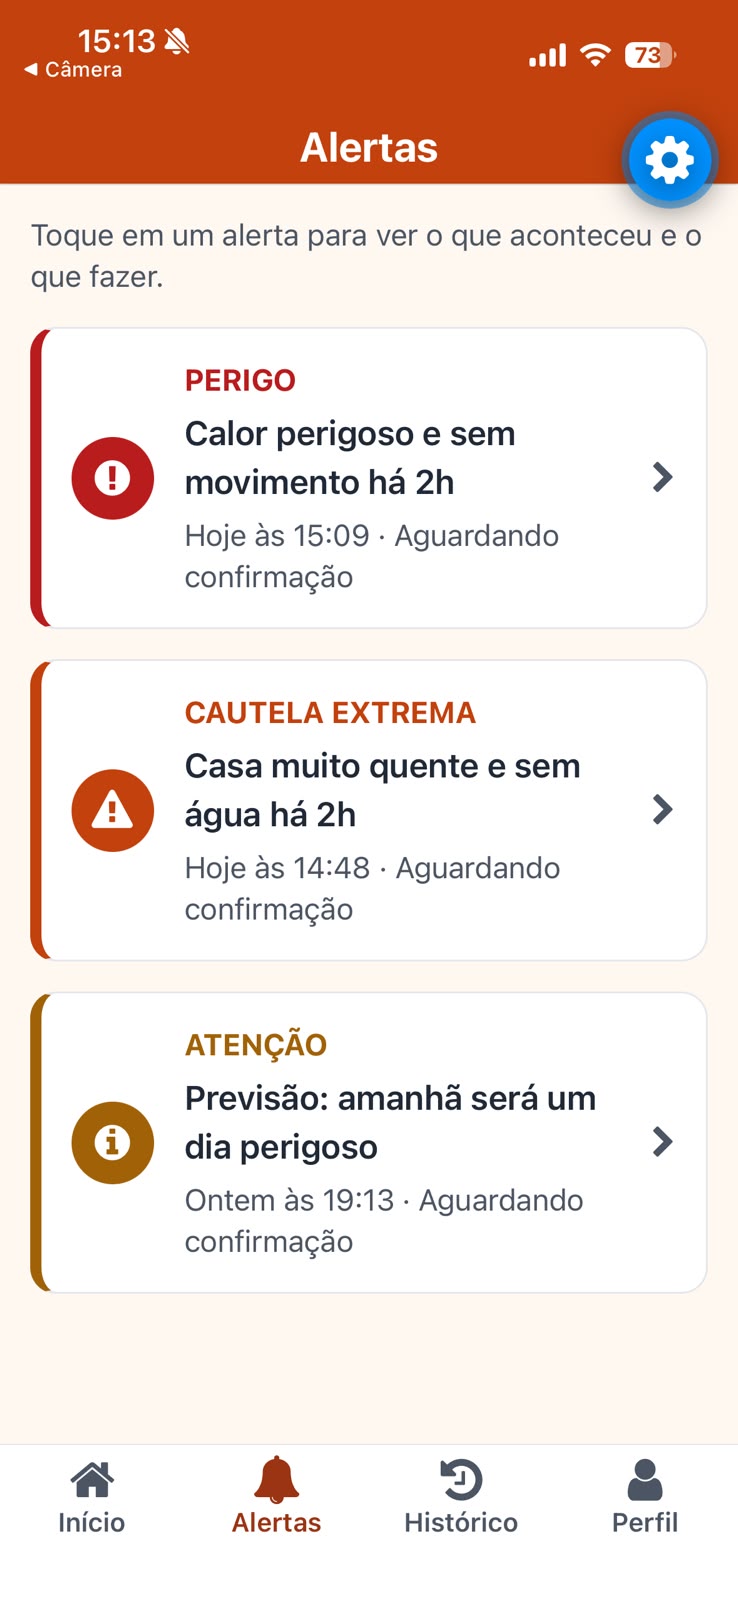 15:13
◀ Câmera
73
Alertas
Toque em um alerta para ver o que aconteceu e o
que fazer.
PERIGO
Calor perigoso e sem
movimento há 2h
Hoje às 15:09 · Aguardando
confirmação
CAUTELA EXTREMA
Casa muito quente e sem
água há 2h
Hoje às 14:48 · Aguardando
confirmação
ATENÇÃO
Previsão: amanhã será um
dia perigoso
Ontem às 19:13 · Aguardando
confirmação
Início
Alertas
Histórico
Perfil